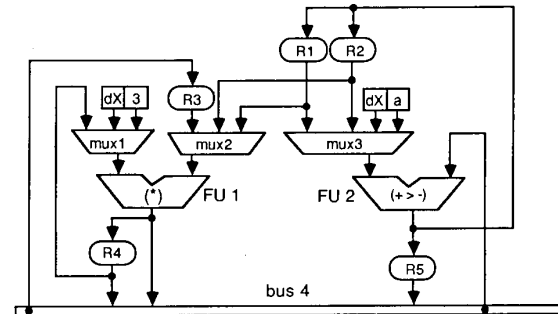 R1 R2
R3
dX 3
dX a
mux1 mux2 mux3
(*) FU 1 FU 2 (+ > -)
R4
R5
bus 4